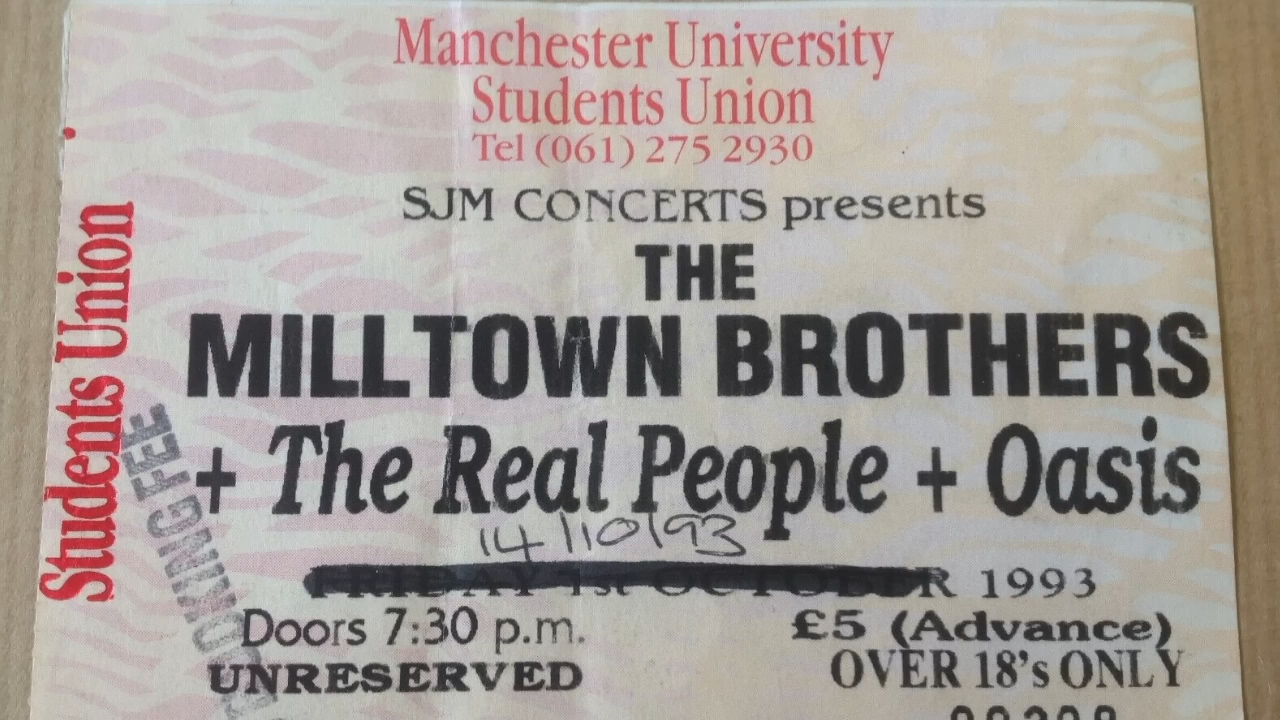 Manchester University
Students Union
Tel (061) 275 2930
SJM CONCERTS presents
THE
MILLTOWN BROTHERS
+ The Real People + Oasis
14/10/93
FRIDAY 1st OCTOBER 1993
Doors 7:30 p.m.
£5 (Advance)
UNRESERVED
OVER 18's ONLY
Students Union
BOOKING FEE